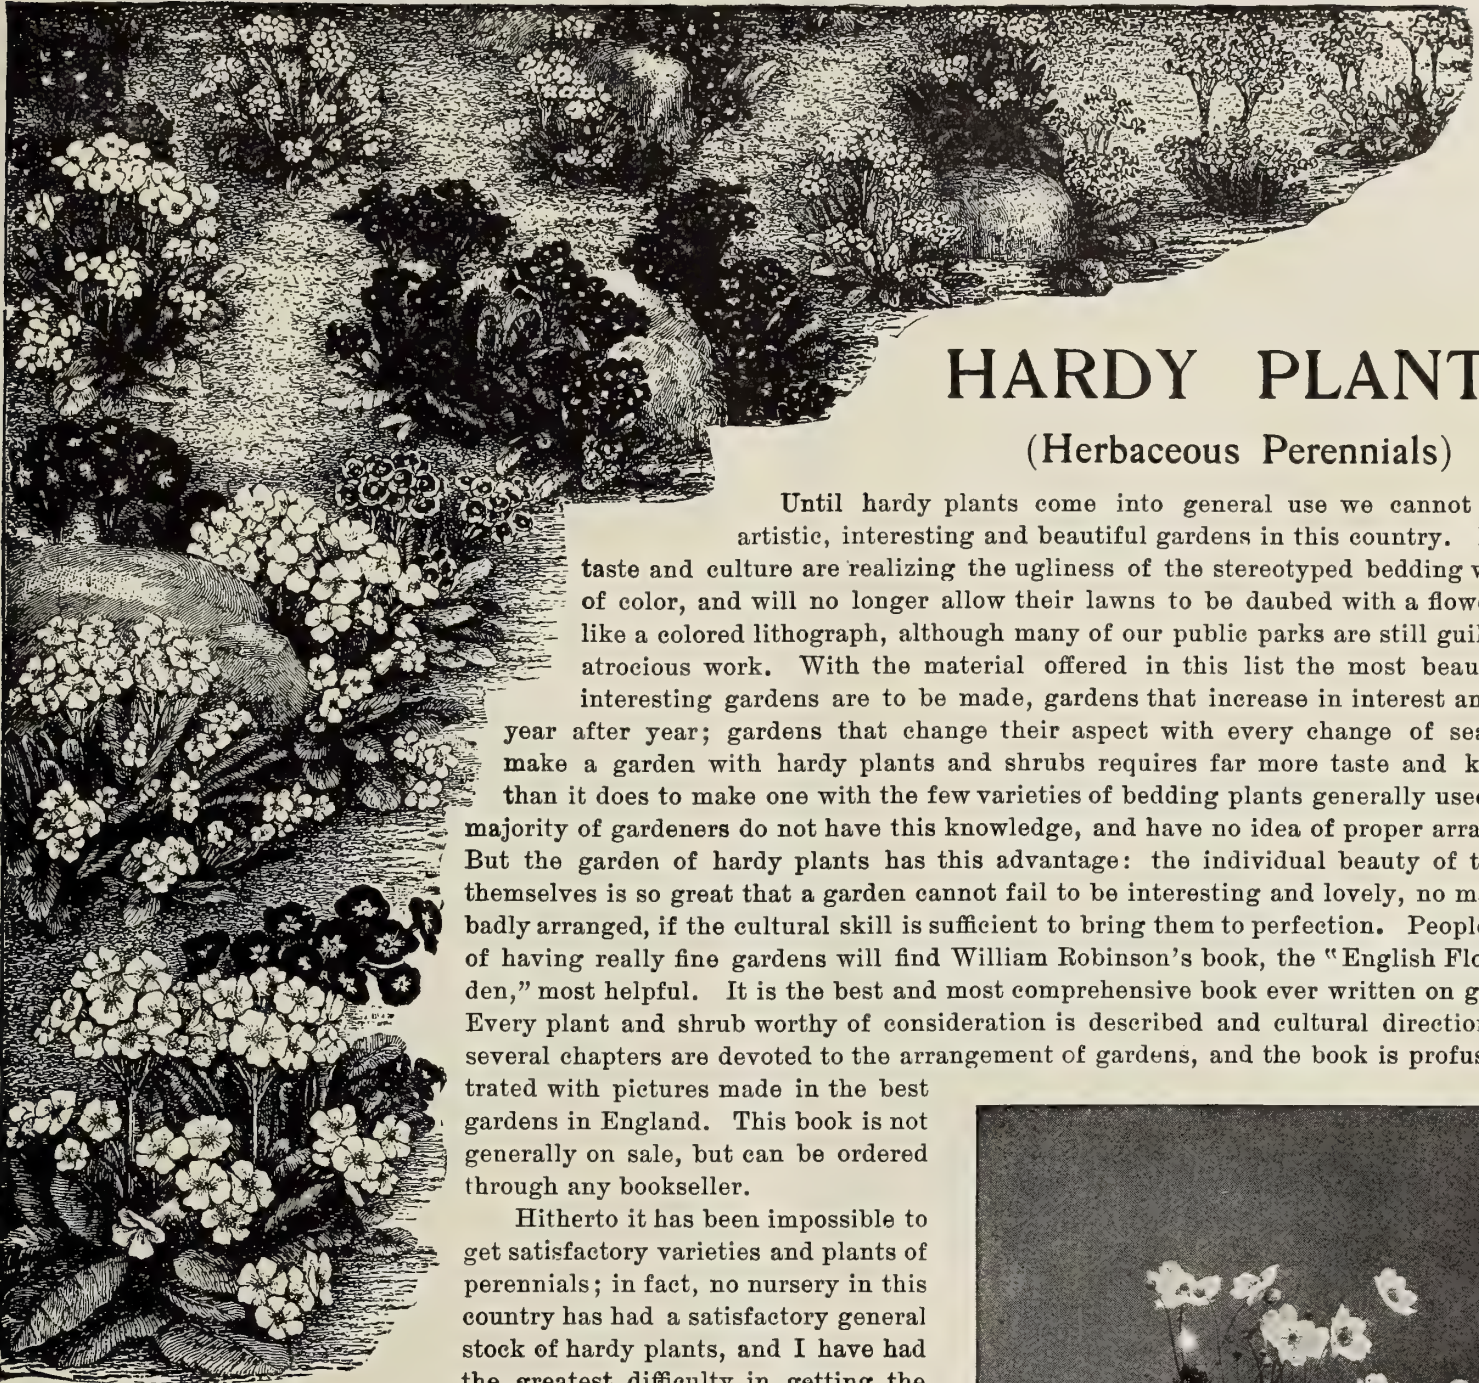 HARDY PLANT
(Herbaceous Perennials)
Until hardy plants come into general use we cannot
artistic, interesting and beautiful gardens in this country.
taste and culture are realizing the ugliness of the stereotyped bedding
of color, and will no longer allow their lawns to be daubed with a flow
like a colored lithograph, although many of our public parks are still guil
atrocious work. With the material offered in this list the most beau
interesting gardens are to be made, gardens that increase in interest an
year after year; gardens that change their aspect with every change of sea
make a garden with hardy plants and shrubs requires far more taste and k
than it does to make one with the few varieties of bedding plants generally used
majority of gardeners do not have this knowledge, and have no idea of proper arra
But the garden of hardy plants has this advantage: the individual beauty of t
themselves is so great that a garden cannot fail to be interesting and lovely, no ma
badly arranged, if the cultural skill is sufficient to bring them to perfection. People
of having really fine gardens will find William Robinson's book, the "English Flo
den," most helpful. It is the best and most comprehensive book ever written on g
Every plant and shrub worthy of consideration is described and cultural direction
several chapters are devoted to the arrangement of gardens, and the book is profus
trated with pictures made in the best
gardens in England. This book is not
generally on sale, but can be ordered
through any bookseller.
Hitherto it has been impossible to
get satisfactory varieties and plants of
perennials; in fact, no nursery in this
country has had a satisfactory general
stock of hardy plants, and I have had
the greatest difficulty in getting the